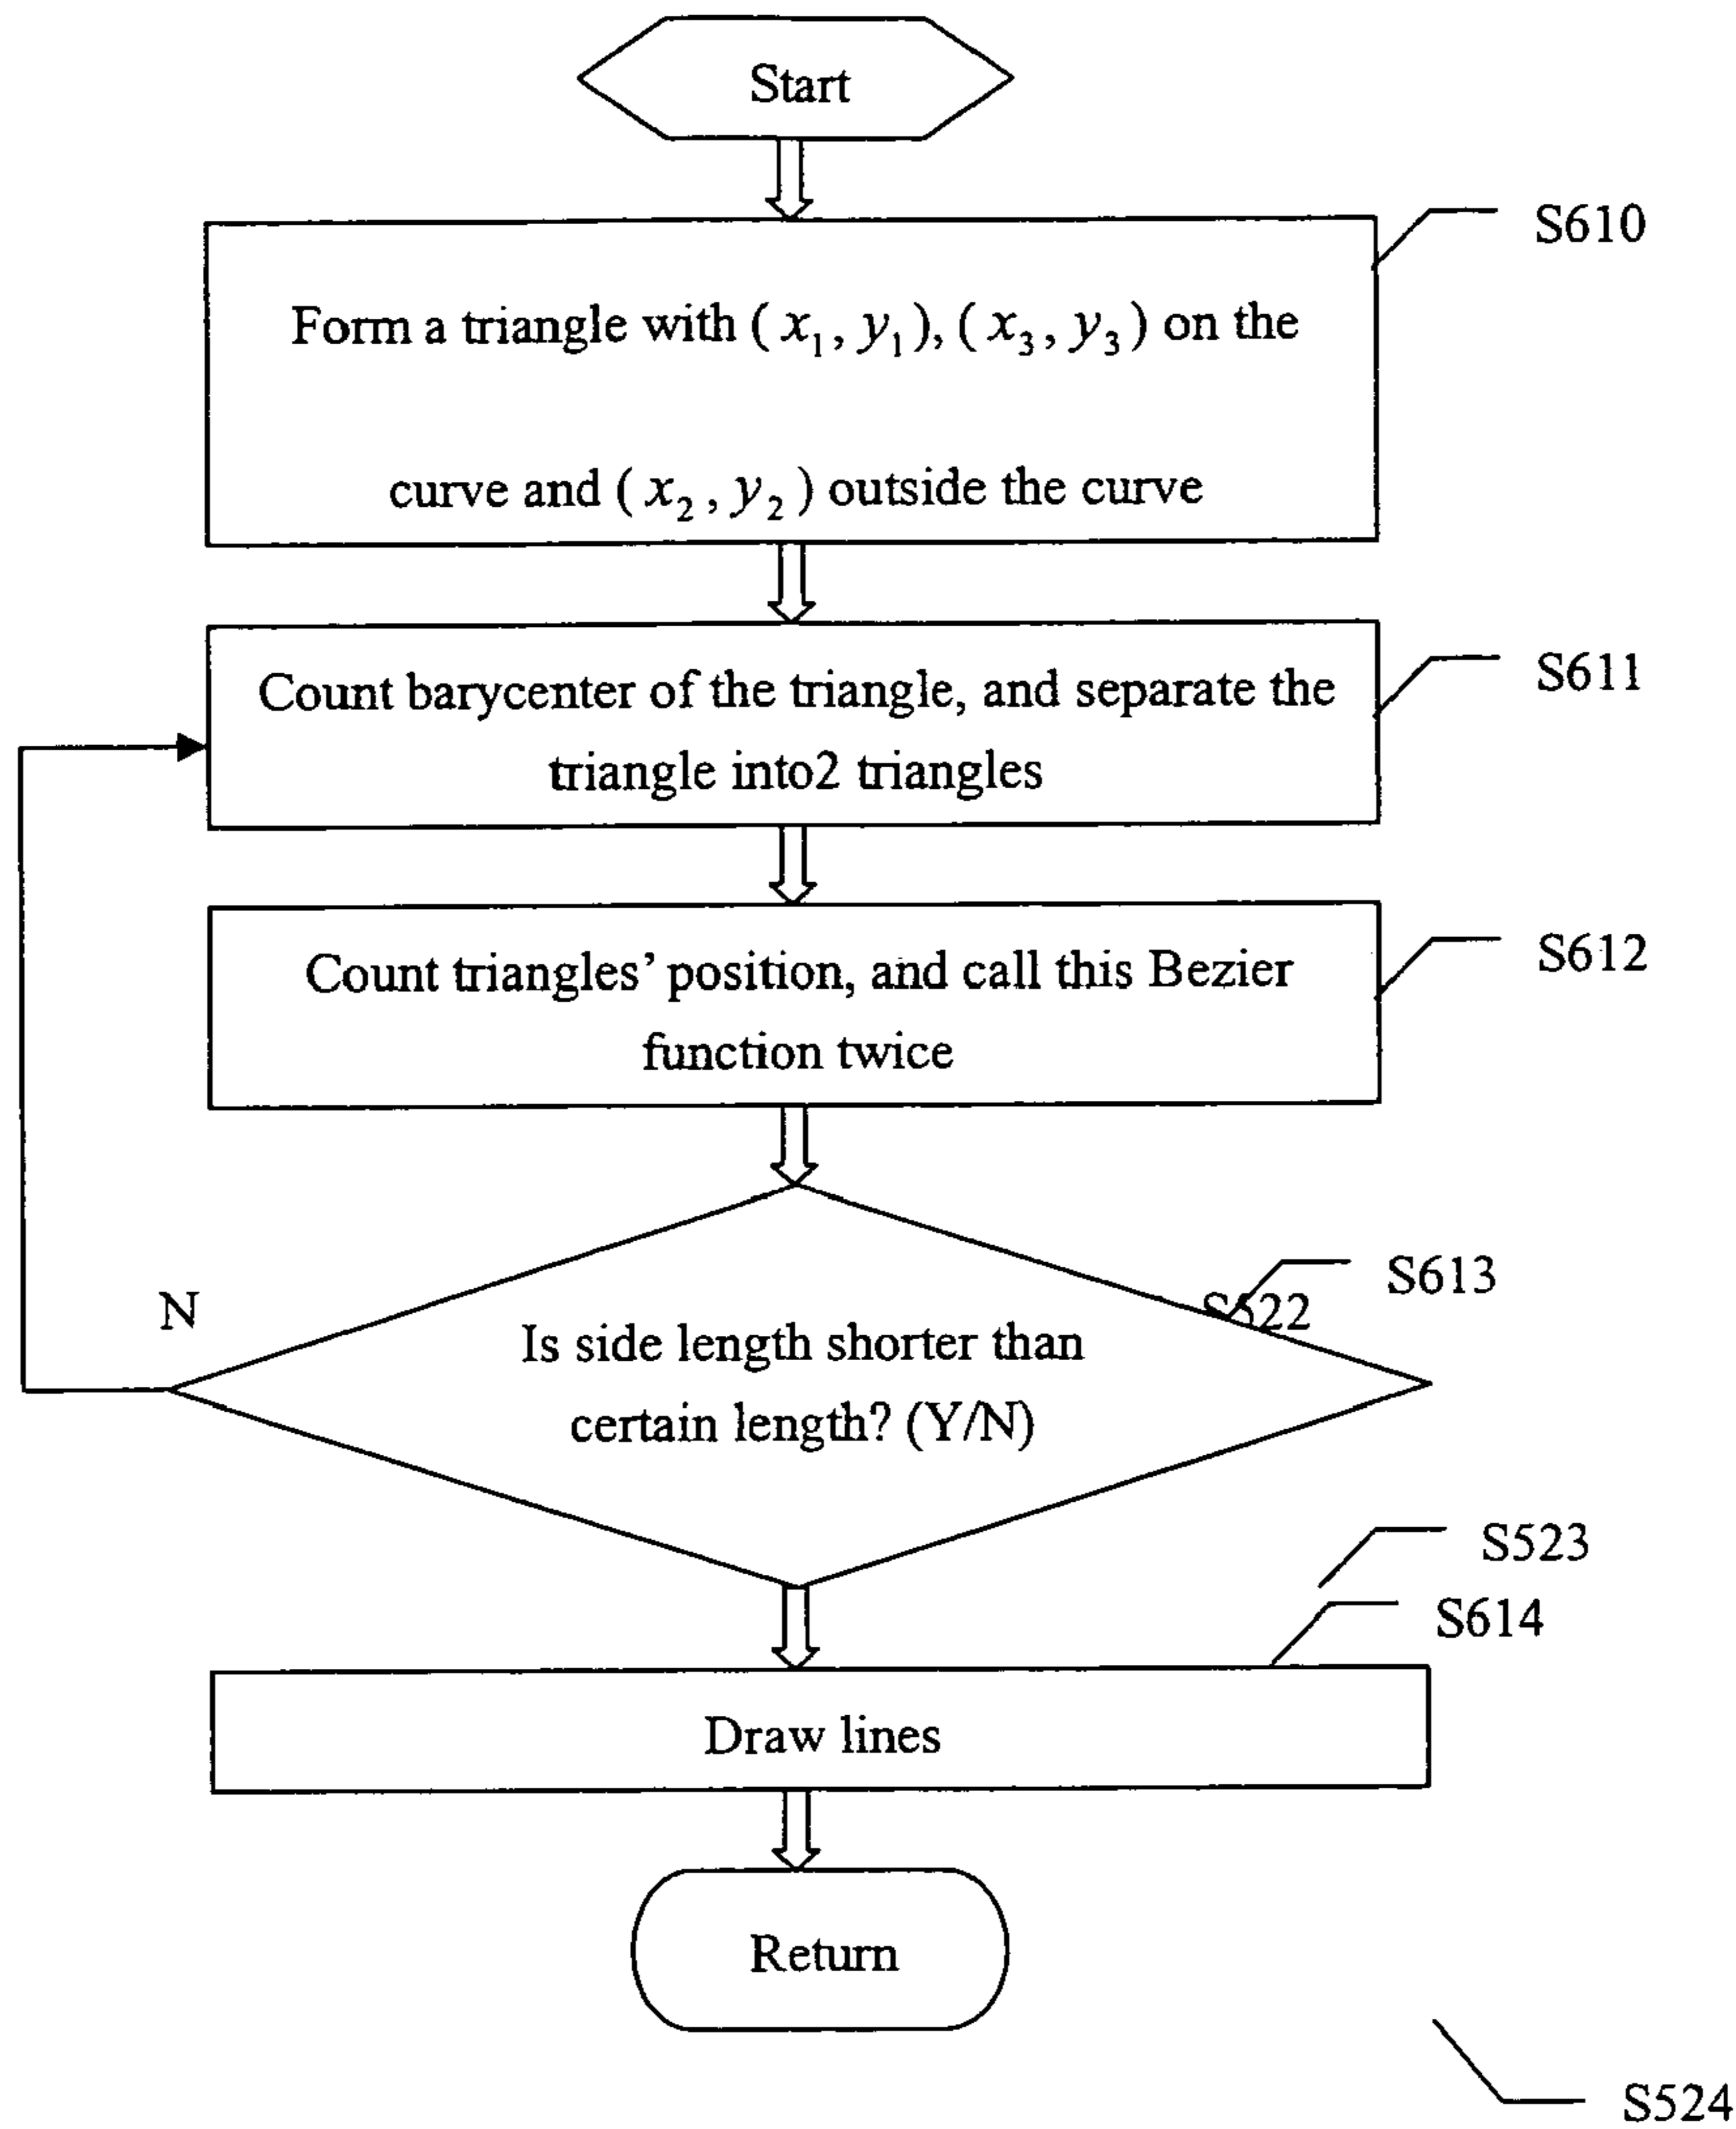 Start
S610
Form a triangle with (x₁, y₁), (x₃, y₃) on the
curve and (x₂, y₂) outside the curve
S611
Count barycenter of the triangle, and separate the
triangle into2 triangles
S612
Count triangles' position, and call this Bezier
function twice
S613
S522
N
Is side length shorter than
certain length? (Y/N)
S523
S614
Draw lines
Return
S524